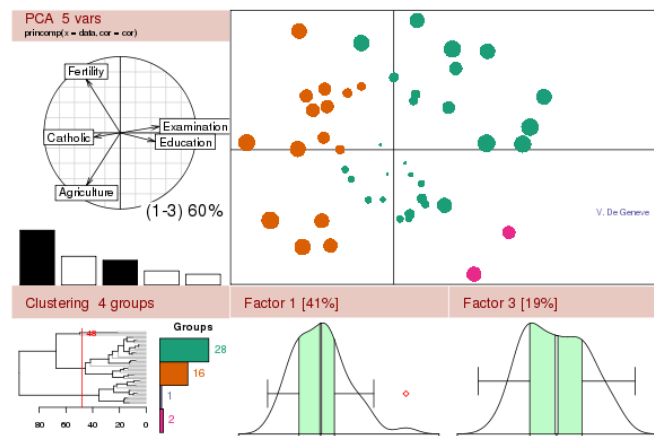 PCA 5 vars
princomp(x = data, cor = cor)
Fertility
Catholic
Examination
Education
Agriculture
(1-3) 60%
V. De Geneve
Clustering 4 groups
Factor 1 [41%]
Factor 3 [19%]
48
Groups
28
16
1
2
80 60 40 20 0